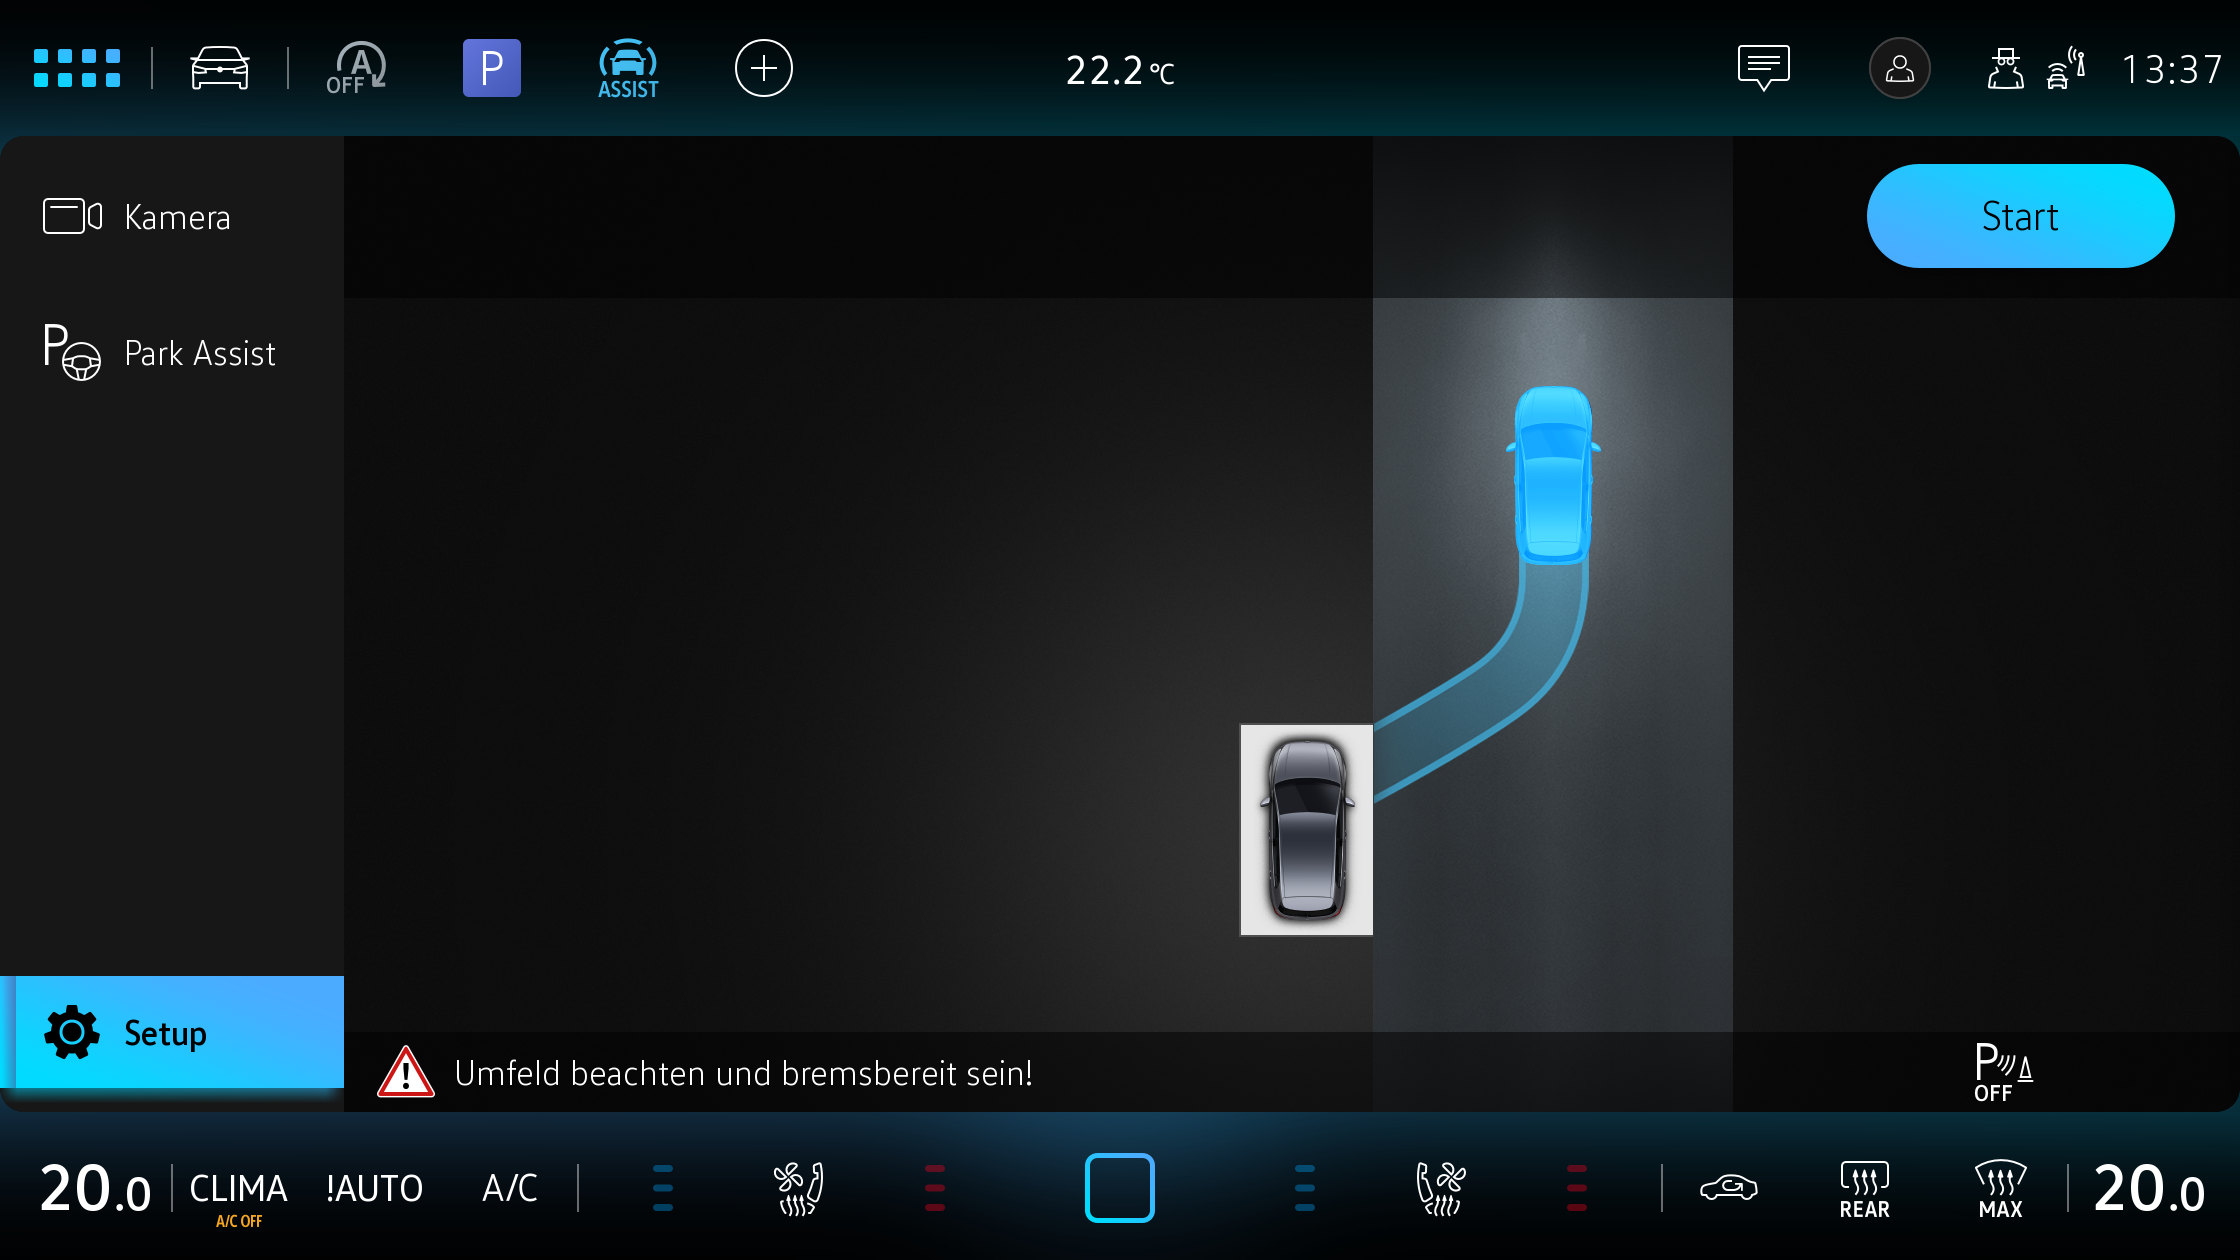 A
OFF
P
ASSIST
22.2 °C
13:37
Kamera
Start
P
Park Assist
Setup
Umfeld beachten und bremsbereit sein!
P
OFF
20.0
CLIMA
A/C OFF
!AUTO
A/C
REAR
MAX
20.0